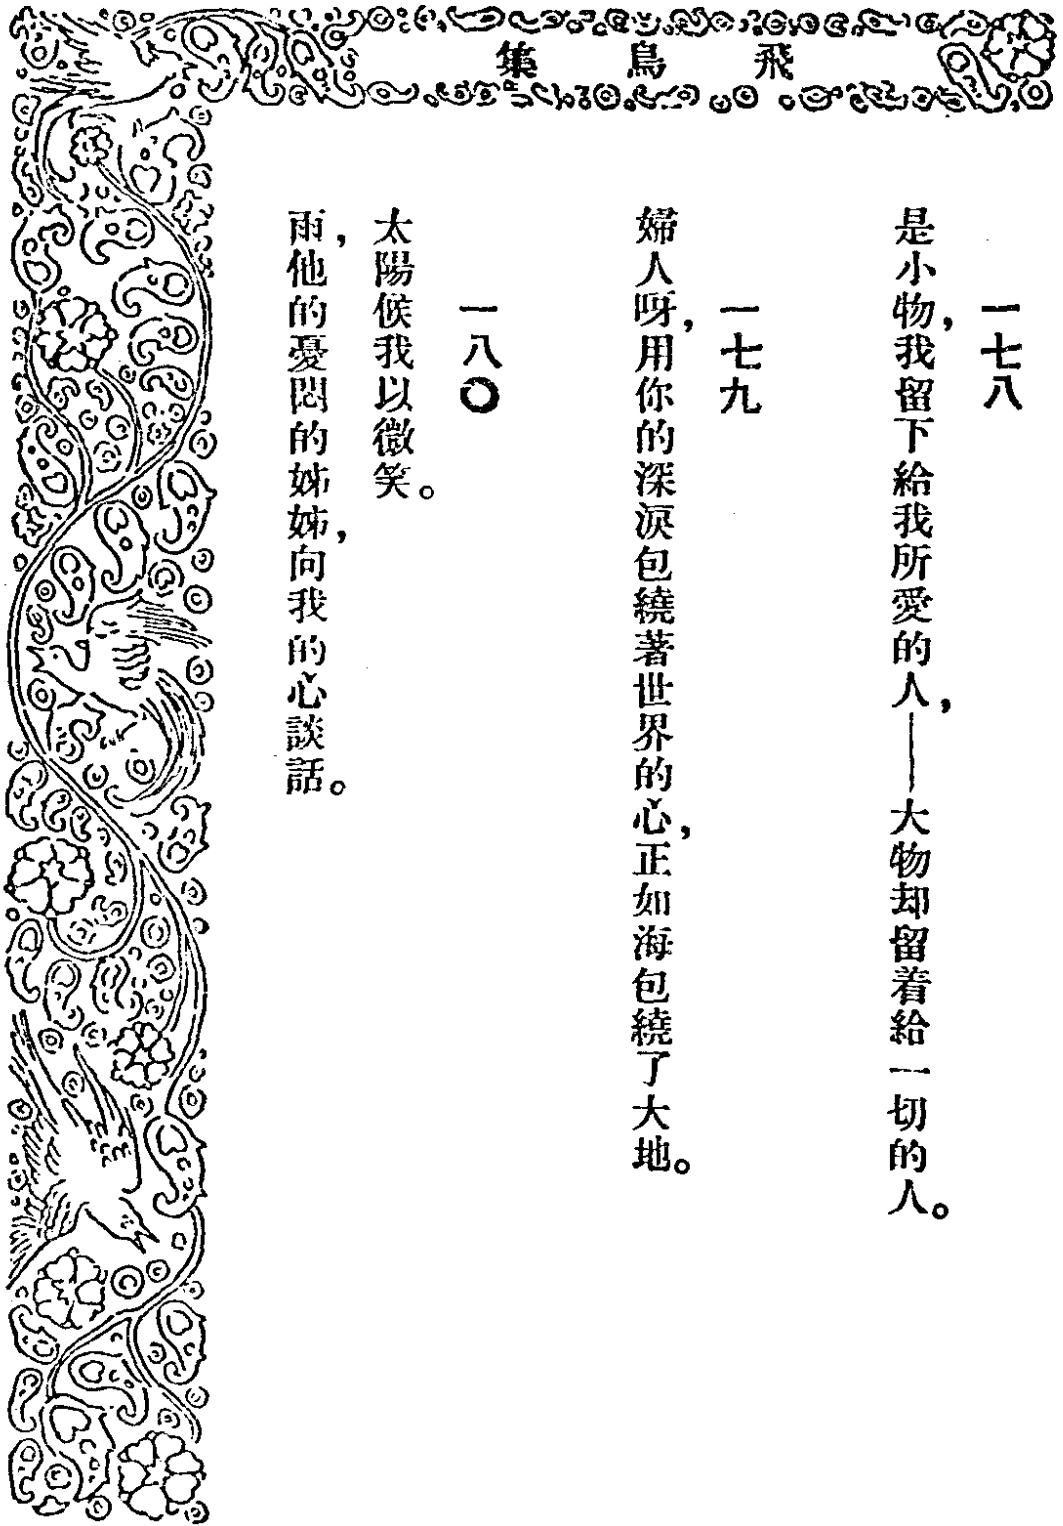 飛鳥集
一七八
是小物，我留下給我所愛的人，——大物却留着給一切的人。
一七九
婦人呀，用你的深淚包繞著世界的心，正如海包繞了大地。
一八〇
太陽候我以微笑。
雨，他的憂悶的姊姊，向我的心談話。